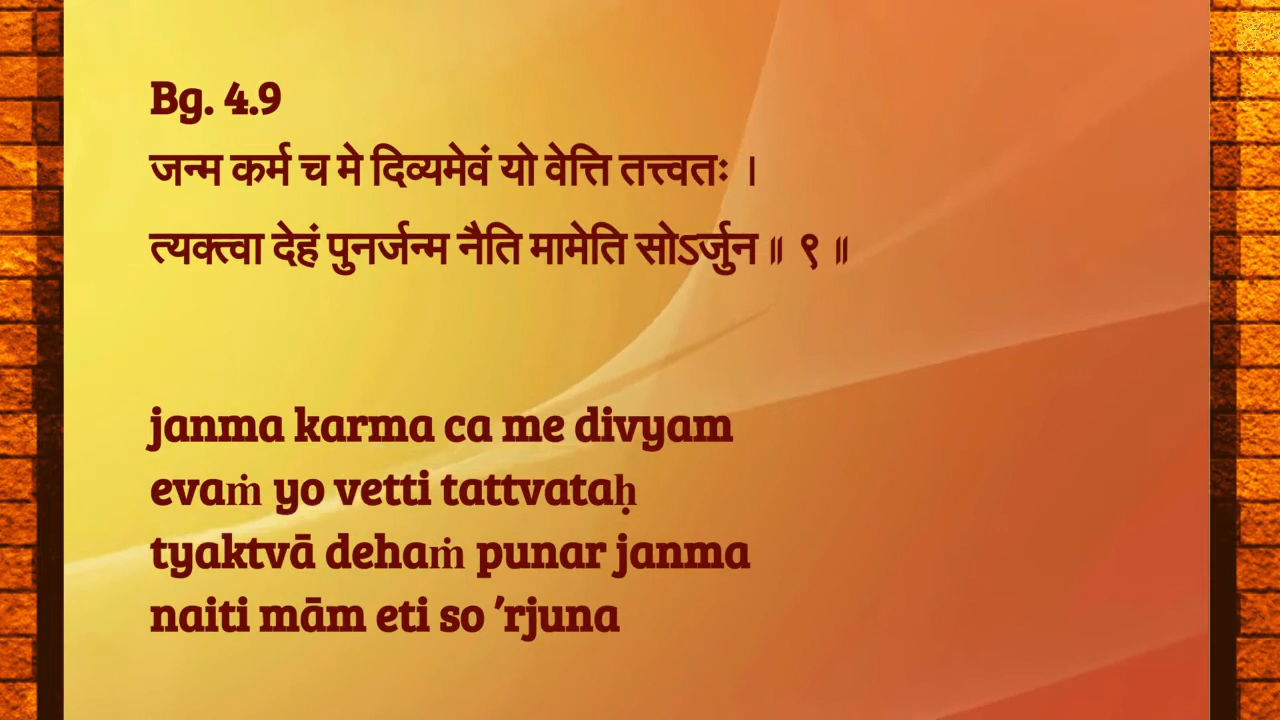 Bg. 4.9
जन्म कर्म च मे दिव्यमेवं यो वेत्ति तत्त्वतः ।
त्यक्त्वा देहं पुनर्जन्म नैति मामेति सोऽर्जुन ॥ ९ ॥
janma karma ca me divyam
evaṁ yo vetti tattvataḥ
tyaktvā dehaṁ punar janma
naiti mām eti so ’rjuna